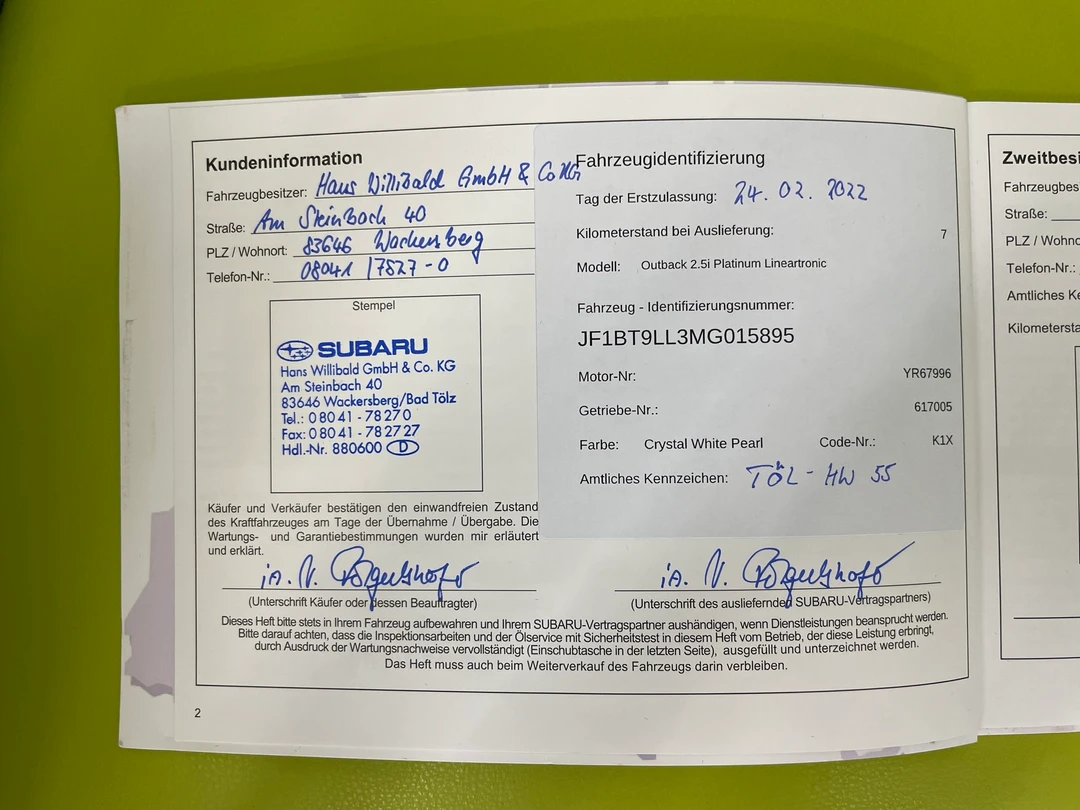 Kundeninformation
Fahrzeugbesitzer: Hans Willibald GmbH & Co KG
Straße: Am Steinbach 40
PLZ / Wohnort: 83646 Wackersberg
Telefon-Nr.: 08041 / 7827-0
Stempel
SUBARU
Hans Willibald GmbH & Co. KG
Am Steinbach 40
83646 Wackersberg/Bad Tölz
Tel.: 0 80 41 - 78 27 0
Fax: 0 80 41 - 78 27 27
Hdl.-Nr. 880600 D
Käufer und Verkäufer bestätigen den einwandfreien Zustand
des Kraftfahrzeuges am Tage der Übernahme / Übergabe. Die
Wartungs- und Garantiebestimmungen wurden mir erläutert
und erklärt.
i.A. N.
(Unterschrift Käufer oder dessen Beauftragter)
Fahrzeugidentifizierung
Tag der Erstzulassung: 24. 02. 2022
Kilometerstand bei Auslieferung: 7
Modell: Outback 2.5i Platinum Lineartronic
Fahrzeug - Identifizierungsnummer:
JF1BT9LL3MG015895
Motor-Nr: YR67996
Getriebe-Nr.: 617005
Farbe: Crystal White Pearl Code-Nr.: K1X
Amtliches Kennzeichen: TÖL - HW 55
i.A. N.
(Unterschrift des ausliefernden SUBARU-Vertragspartners)
Dieses Heft bitte stets in Ihrem Fahrzeug aufbewahren und Ihrem SUBARU-Vertragspartner aushändigen, wenn Dienstleistungen beansprucht werden.
Bitte darauf achten, dass die Inspektionsarbeiten und der Ölservice mit Sicherheitstest in diesem Heft vom Betrieb, der diese Leistung erbringt,
durch Ausdruck der Wartungsnachweise vervollständigt (Einschubtasche in der letzten Seite), ausgefüllt und unterzeichnet werden.
Das Heft muss auch beim Weiterverkauf des Fahrzeugs darin verbleiben.
2
Zweitbesi
Fahrzeugbes
Straße:
PLZ / Wohno
Telefon-Nr.:
Amtliches Ke
Kilometersta